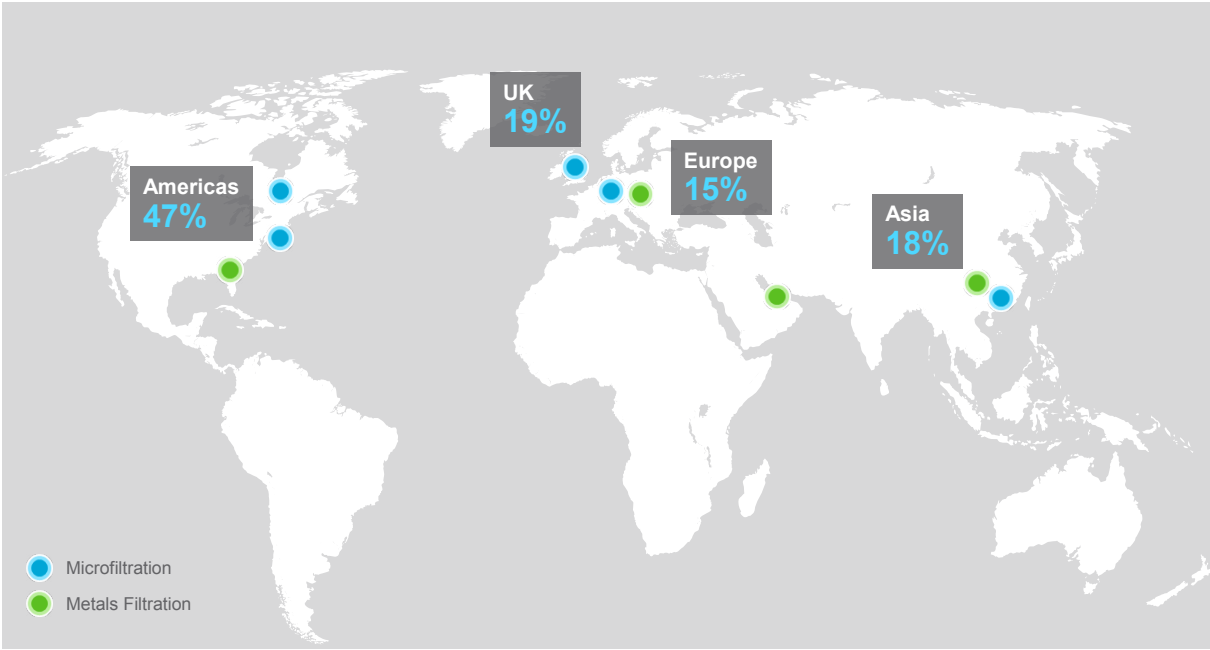 UK
19%
Europe
15%
Americas
47%
Asia
18%
Microfiltration
Metals Filtration